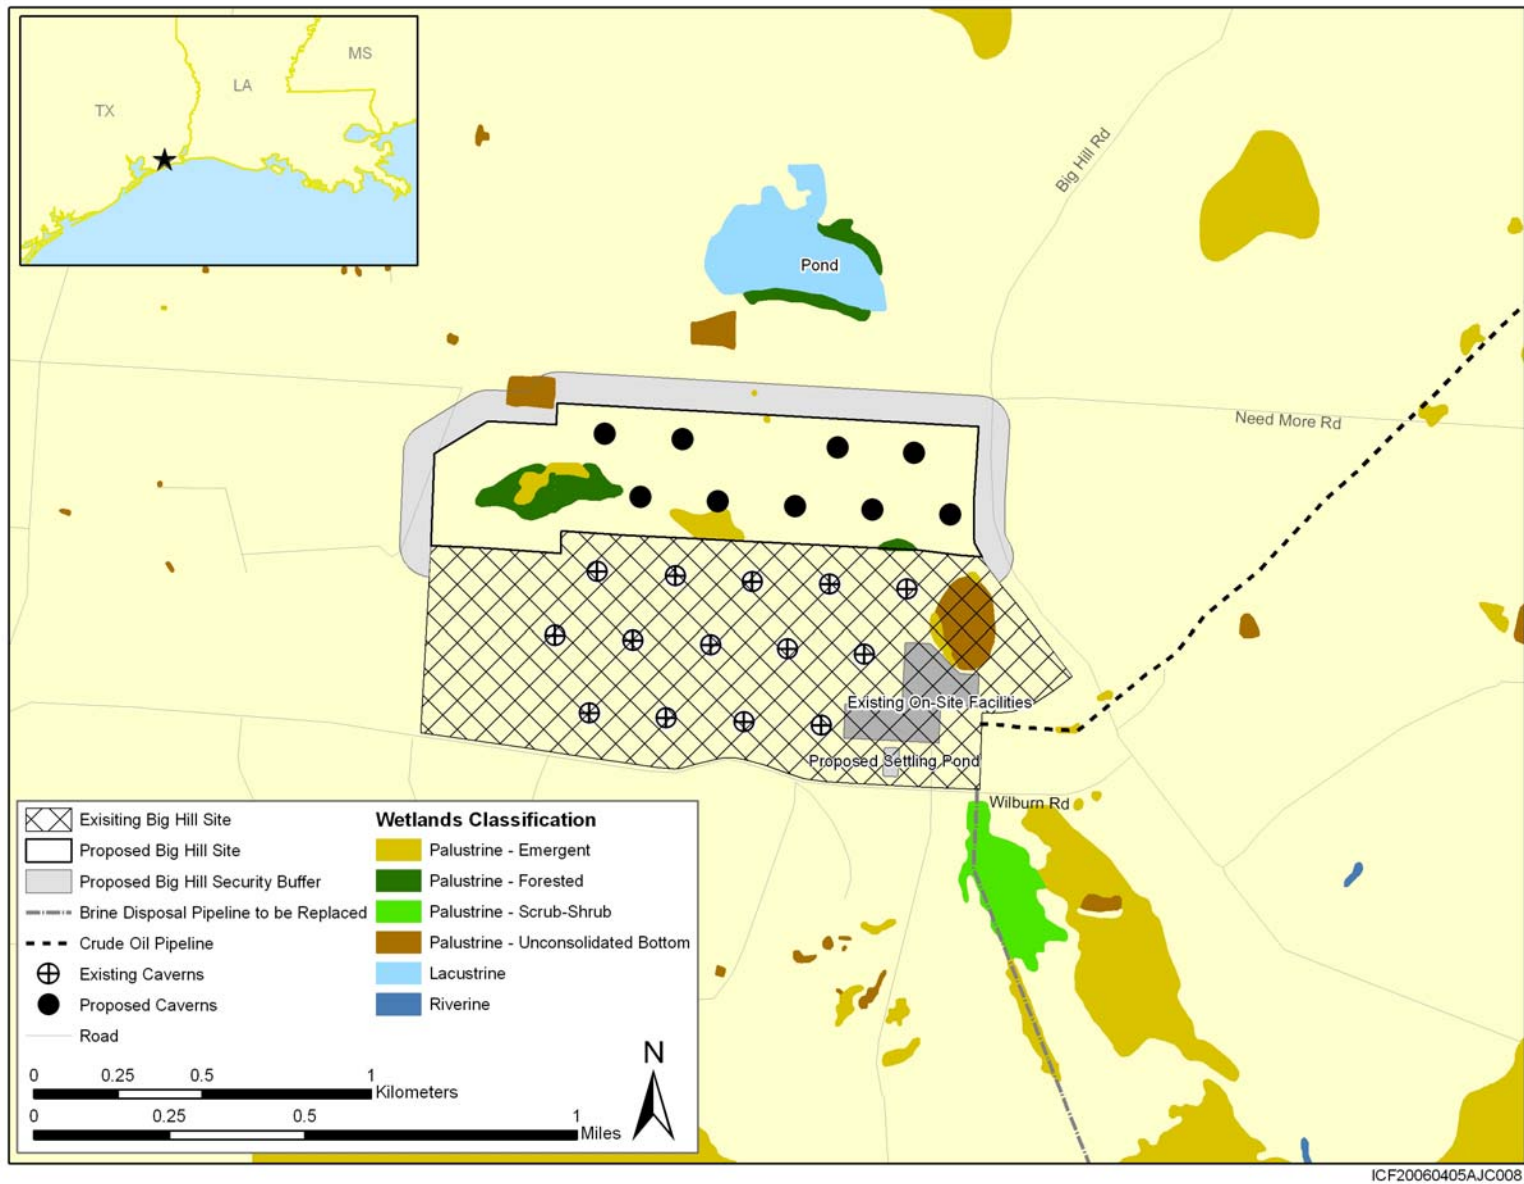 MS
LA
TX
Big Hill Rd
Pond
Need More Rd
Existing On-Site Facilities
Proposed Settling Pond
Wilburn Rd
Exisiting Big Hill Site
Proposed Big Hill Site
Proposed Big Hill Security Buffer
Brine Disposal Pipeline to be Replaced
Crude Oil Pipeline
Existing Caverns
Proposed Caverns
Road
Wetlands Classification
Palustrine - Emergent
Palustrine - Forested
Palustrine - Scrub-Shrub
Palustrine - Unconsolidated Bottom
Lacustrine
Riverine
N
0 0.25 0.5 1
Kilometers
0 0.25 0.5 1
Miles
ICF20060405AJC008